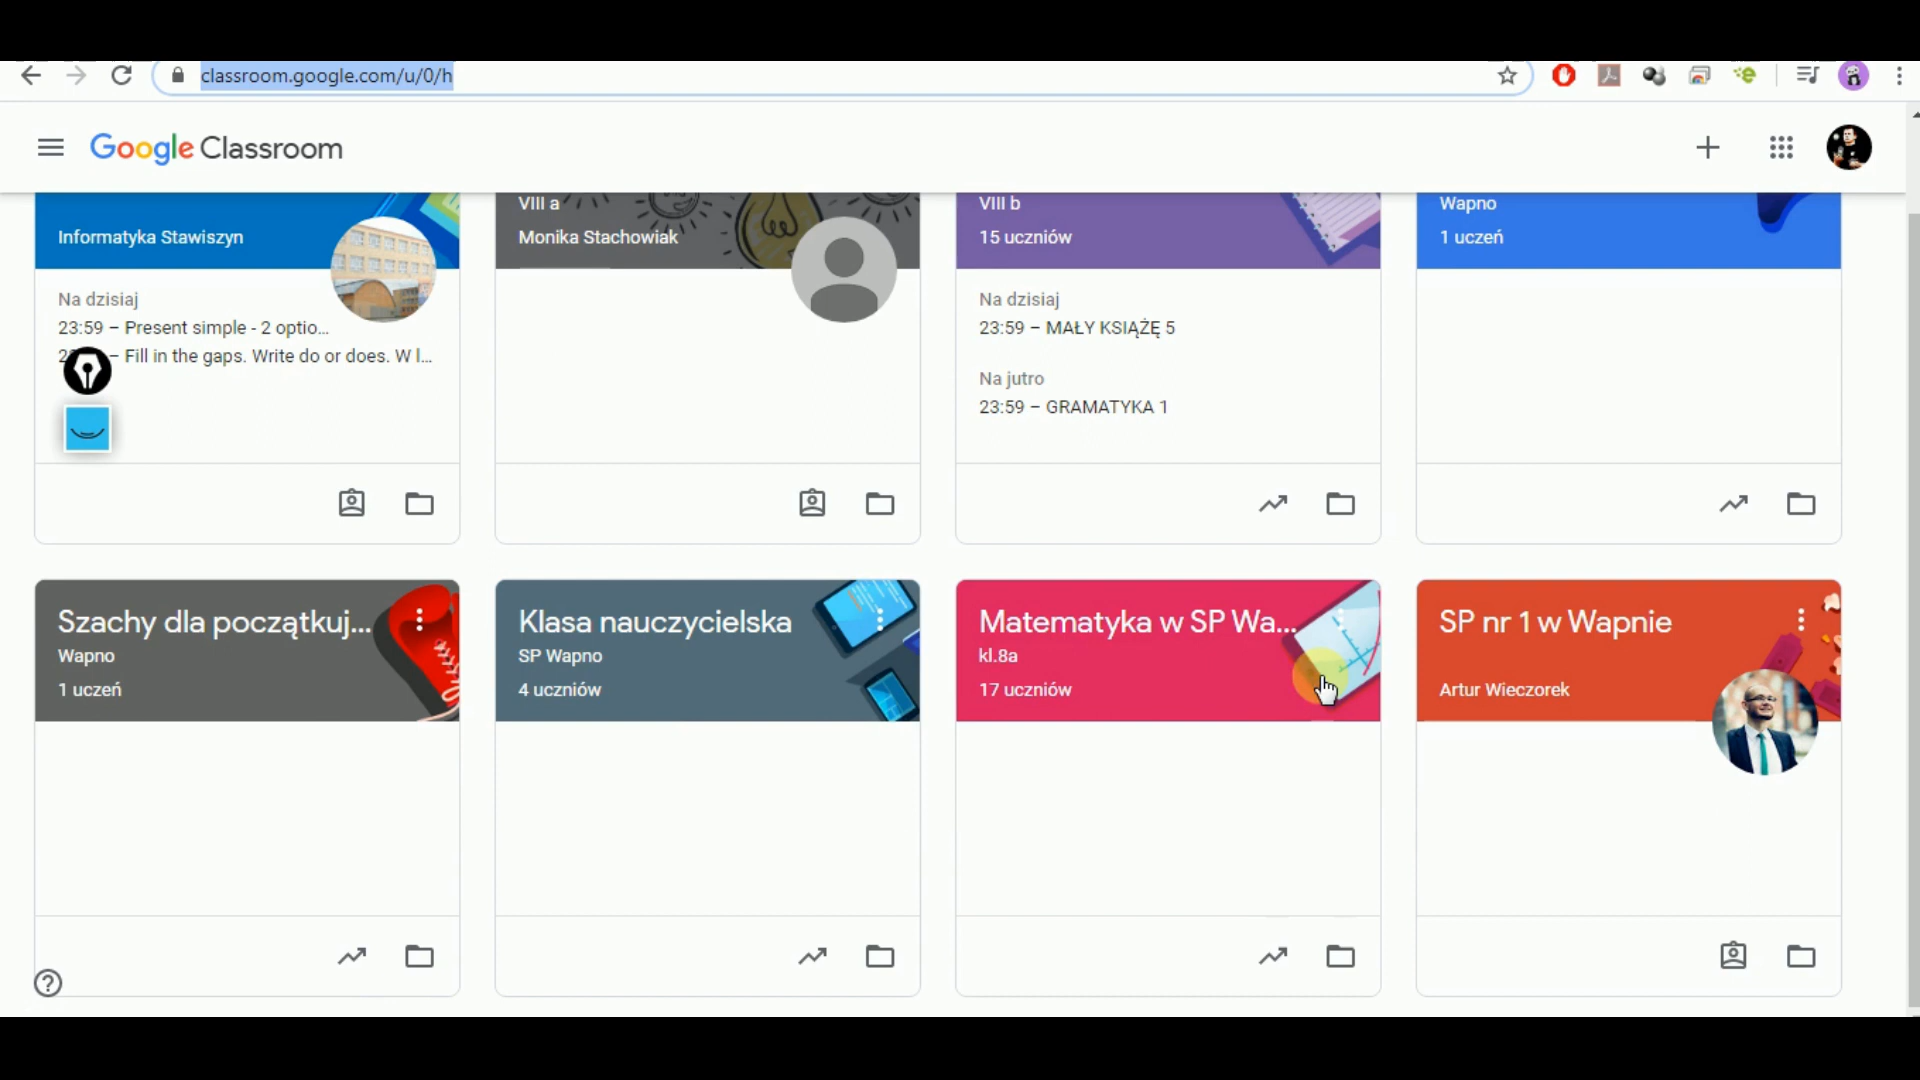 classroom.google.com/u/0/h
Google Classroom
Informatyka Stawiszyn
Na dzisiaj
23:59 – Present simple - 2 optio...
– Fill in the gaps. Write do or does. W l...
VIII a
Monika Stachowiak
VIII b
15 uczniów
Na dzisiaj
23:59 – MAŁY KSIĄŻĘ 5
Na jutro
23:59 – GRAMATYKA 1
Wapno
1 uczeń
Szachy dla początkuj...
Wapno
1 uczeń
Klasa nauczycielska
SP Wapno
4 uczniów
Matematyka w SP Wa...
kl.8a
17 uczniów
SP nr 1 w Wapnie
Artur Wieczorek